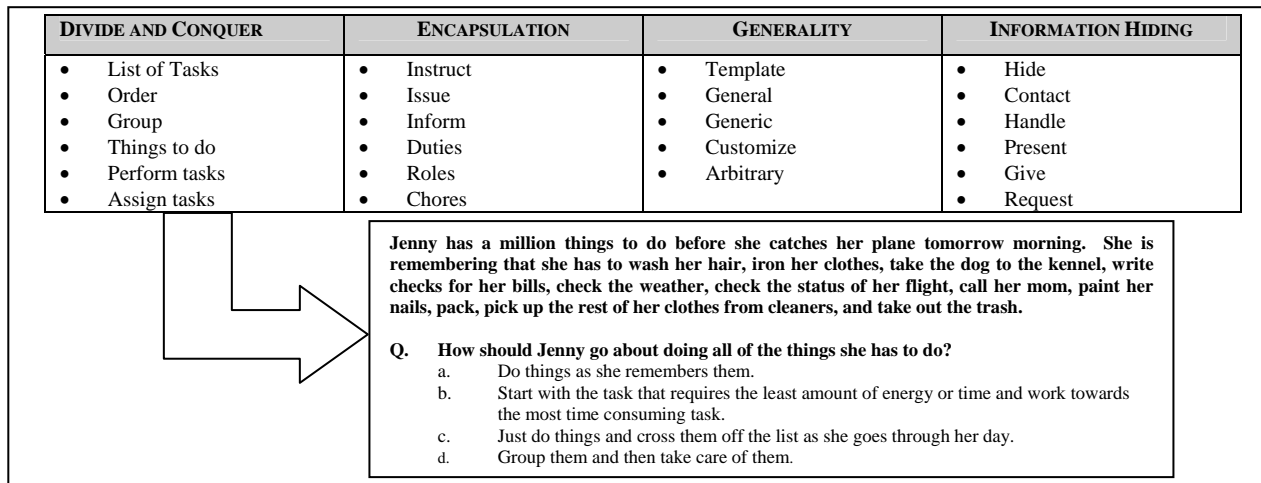 DIVIDE AND CONQUER ENCAPSULATION GENERALITY INFORMATION HIDING
• List of Tasks • Instruct • Template • Hide
• Order • Issue • General • Contact
• Group • Inform • Generic • Handle
• Things to do • Duties • Customize • Present
• Perform tasks • Roles • Arbitrary • Give
• Assign tasks • Chores • Request
Jenny has a million things to do before she catches her plane tomorrow morning. She is
remembering that she has to wash her hair, iron her clothes, take the dog to the kennel, write
checks for her bills, check the weather, check the status of her flight, call her mom, paint her
nails, pack, pick up the rest of her clothes from cleaners, and take out the trash.
Q. How should Jenny go about doing all of the things she has to do?
a. Do things as she remembers them.
b. Start with the task that requires the least amount of energy or time and work towards
the most time consuming task.
c. Just do things and cross them off the list as she goes through her day.
d. Group them and then take care of them.